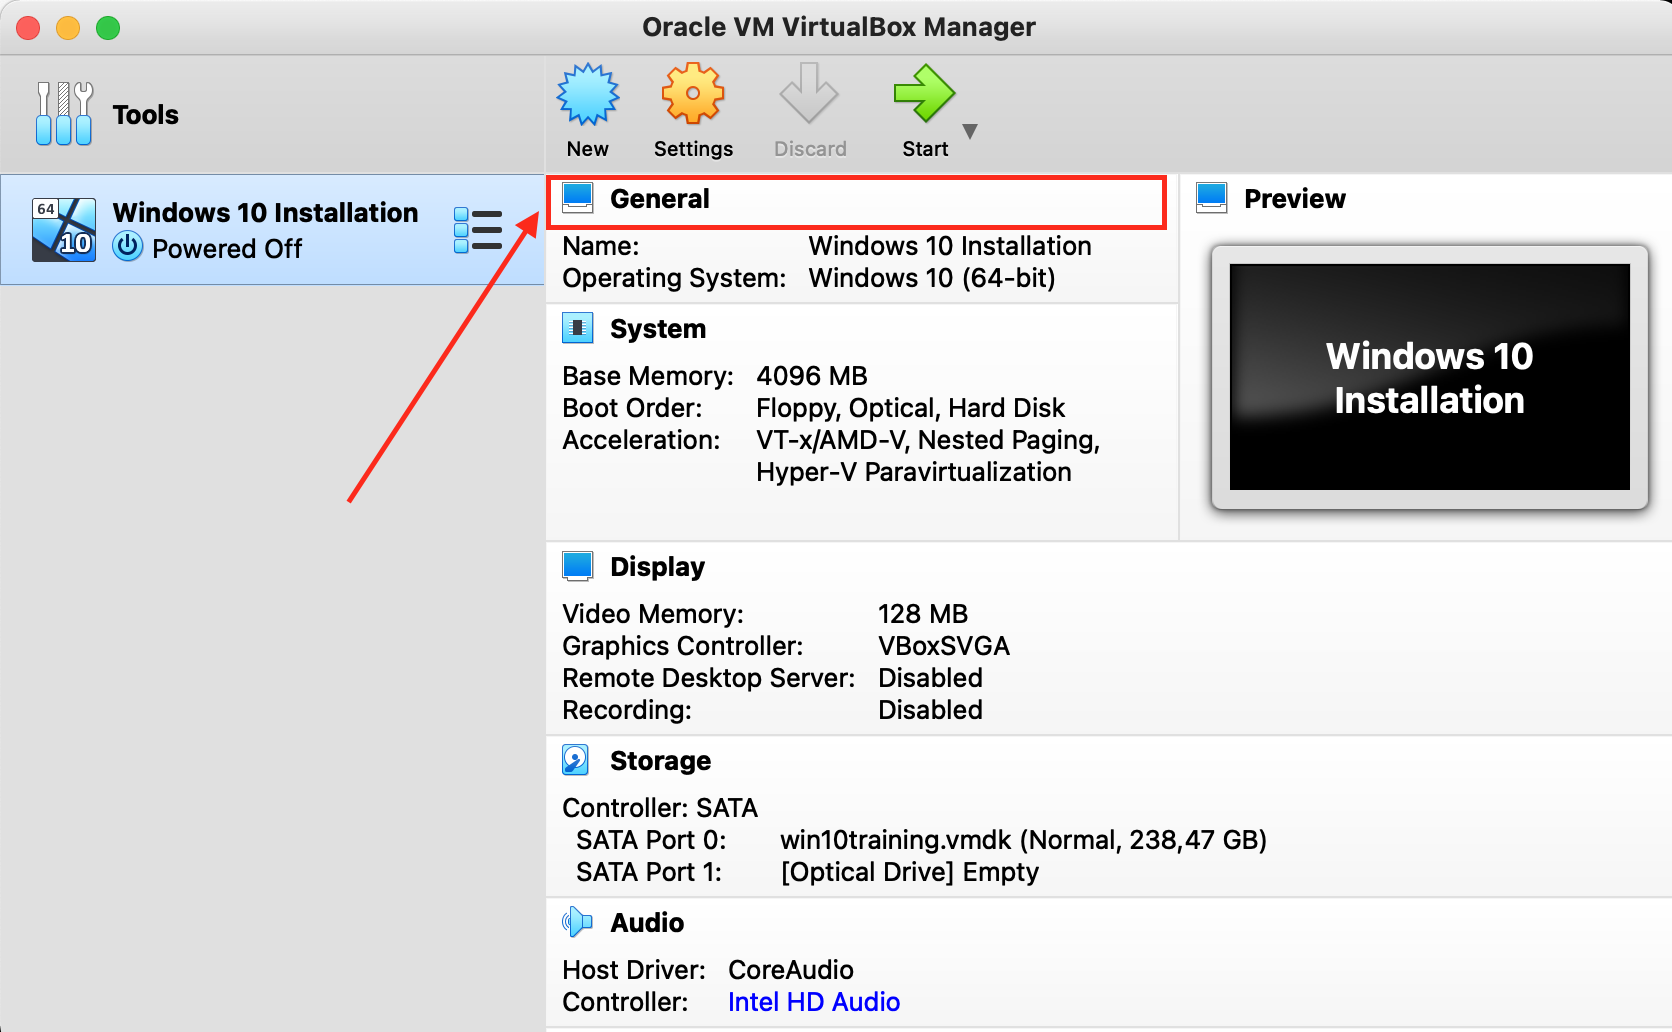 Oracle VM VirtualBox Manager
Tools
New
Settings
Discard
Start
64
10
Windows 10 Installation
Powered Off
General
Name: Windows 10 Installation
Operating System: Windows 10 (64-bit)
Preview
Windows 10
Installation
System
Base Memory: 4096 MB
Boot Order: Floppy, Optical, Hard Disk
Acceleration: VT-x/AMD-V, Nested Paging,
Hyper-V Paravirtualization
Display
Video Memory: 128 MB
Graphics Controller: VBoxSVGA
Remote Desktop Server: Disabled
Recording: Disabled
Storage
Controller: SATA
SATA Port 0: win10training.vmdk (Normal, 238,47 GB)
SATA Port 1: [Optical Drive] Empty
Audio
Host Driver: CoreAudio
Controller: Intel HD Audio